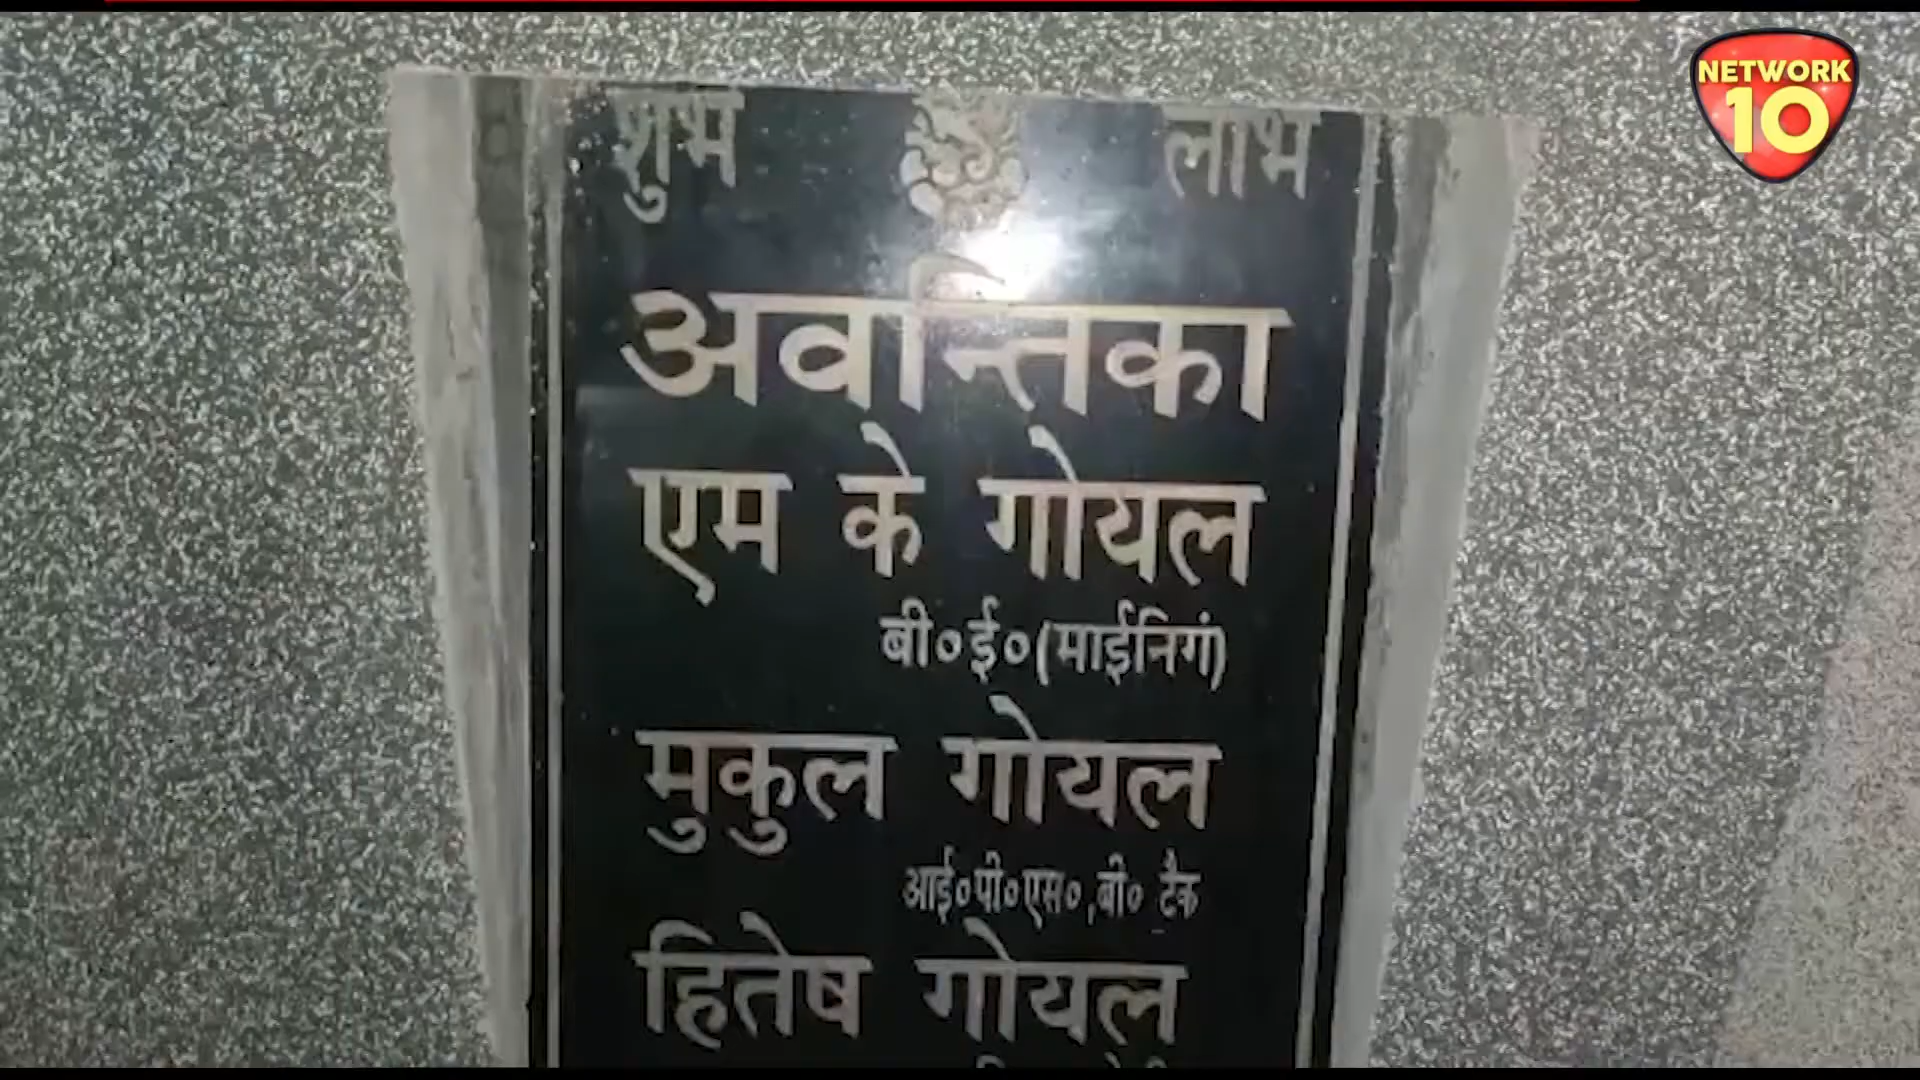 NETWORK
10
शुभ लाभ
अवन्तिका
एम के गोयल
बी०ई०(माईनिगं)
मुकुल गोयल
आई०पी०एस०,बी० टैक
हितेष गोयल